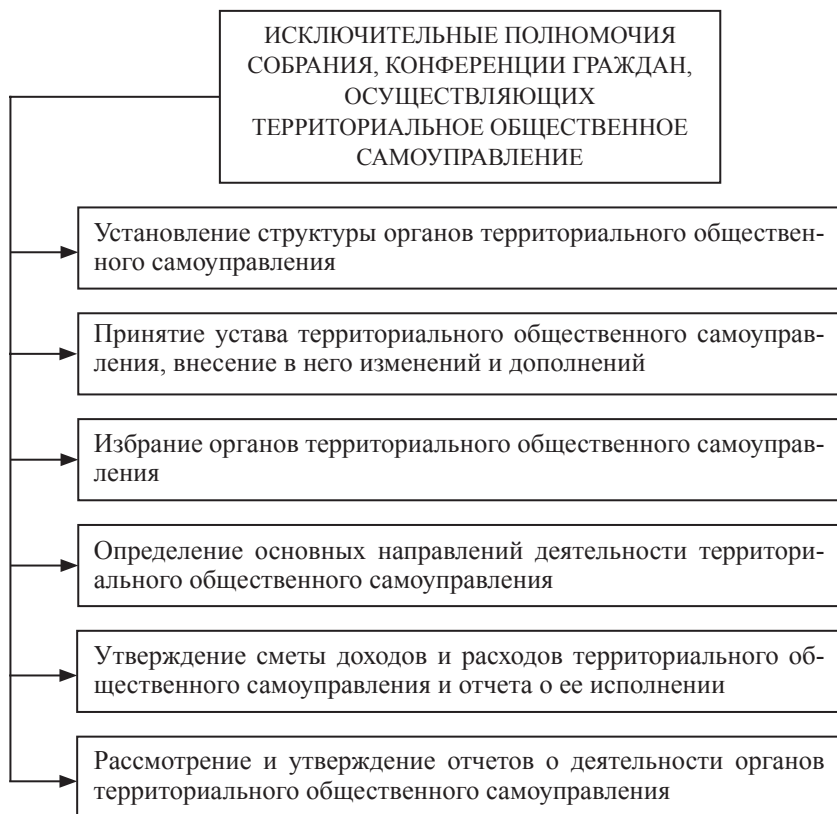 ИСКЛЮЧИТЕЛЬНЫЕ ПОЛНОМОЧИЯ
СОБРАНИЯ, КОНФЕРЕНЦИИ ГРАЖДАН,
ОСУЩЕСТВЛЯЮЩИХ
ТЕРРИТОРИАЛЬНОЕ ОБЩЕСТВЕННОЕ
САМОУПРАВЛЕНИЕ
Установление структуры органов территориального обществен-
ного самоуправления
Принятие устава территориального общественного самоуправ-
ления, внесение в него изменений и дополнений
Избрание органов территориального общественного самоуправ-
ления
Определение основных направлений деятельности территори-
ального общественного самоуправления
Утверждение сметы доходов и расходов территориального об-
щественного самоуправления и отчета о ее исполнении
Рассмотрение и утверждение отчетов о деятельности органов
территориального общественного самоуправления